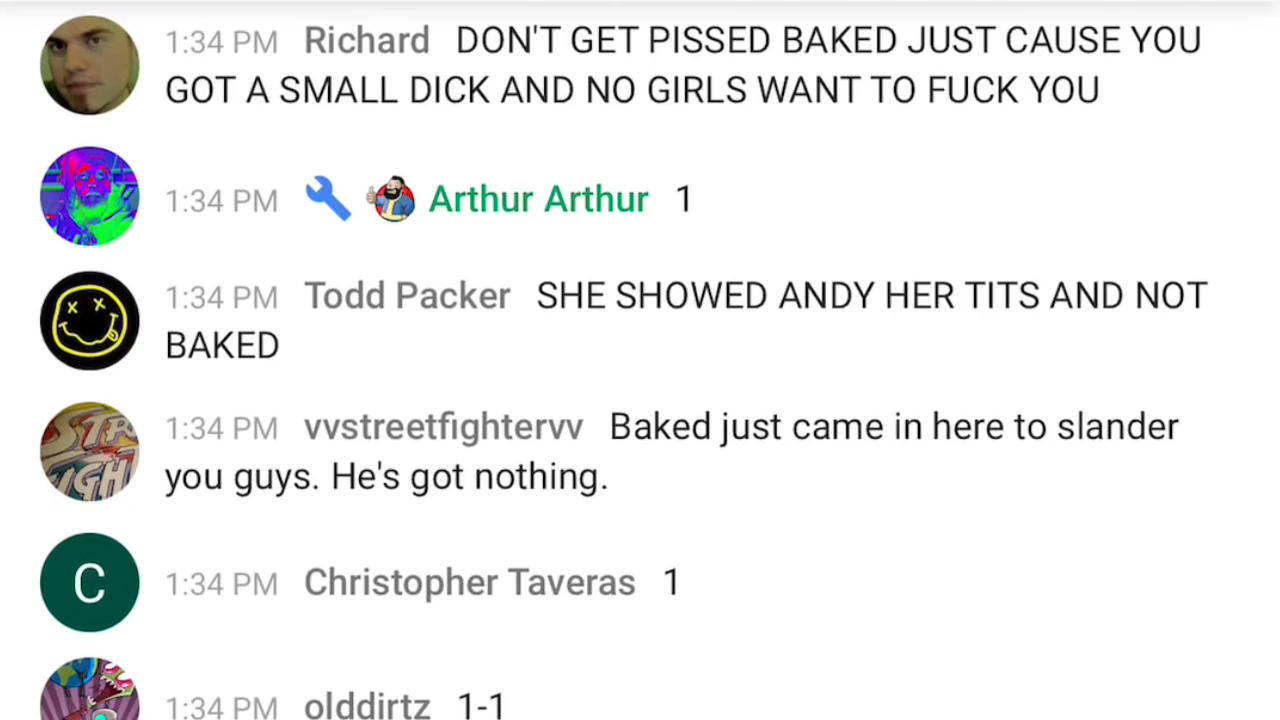 1:34 PM Richard DON'T GET PISSED BAKED JUST CAUSE YOU
GOT A SMALL DICK AND NO GIRLS WANT TO FUCK YOU
1:34 PM Arthur Arthur 1
1:34 PM Todd Packer SHE SHOWED ANDY HER TITS AND NOT
BAKED
1:34 PM vvstreetfightervv Baked just came in here to slander
you guys. He's got nothing.
C
1:34 PM Christopher Taveras 1
1:34 PM olddirtz 1-1